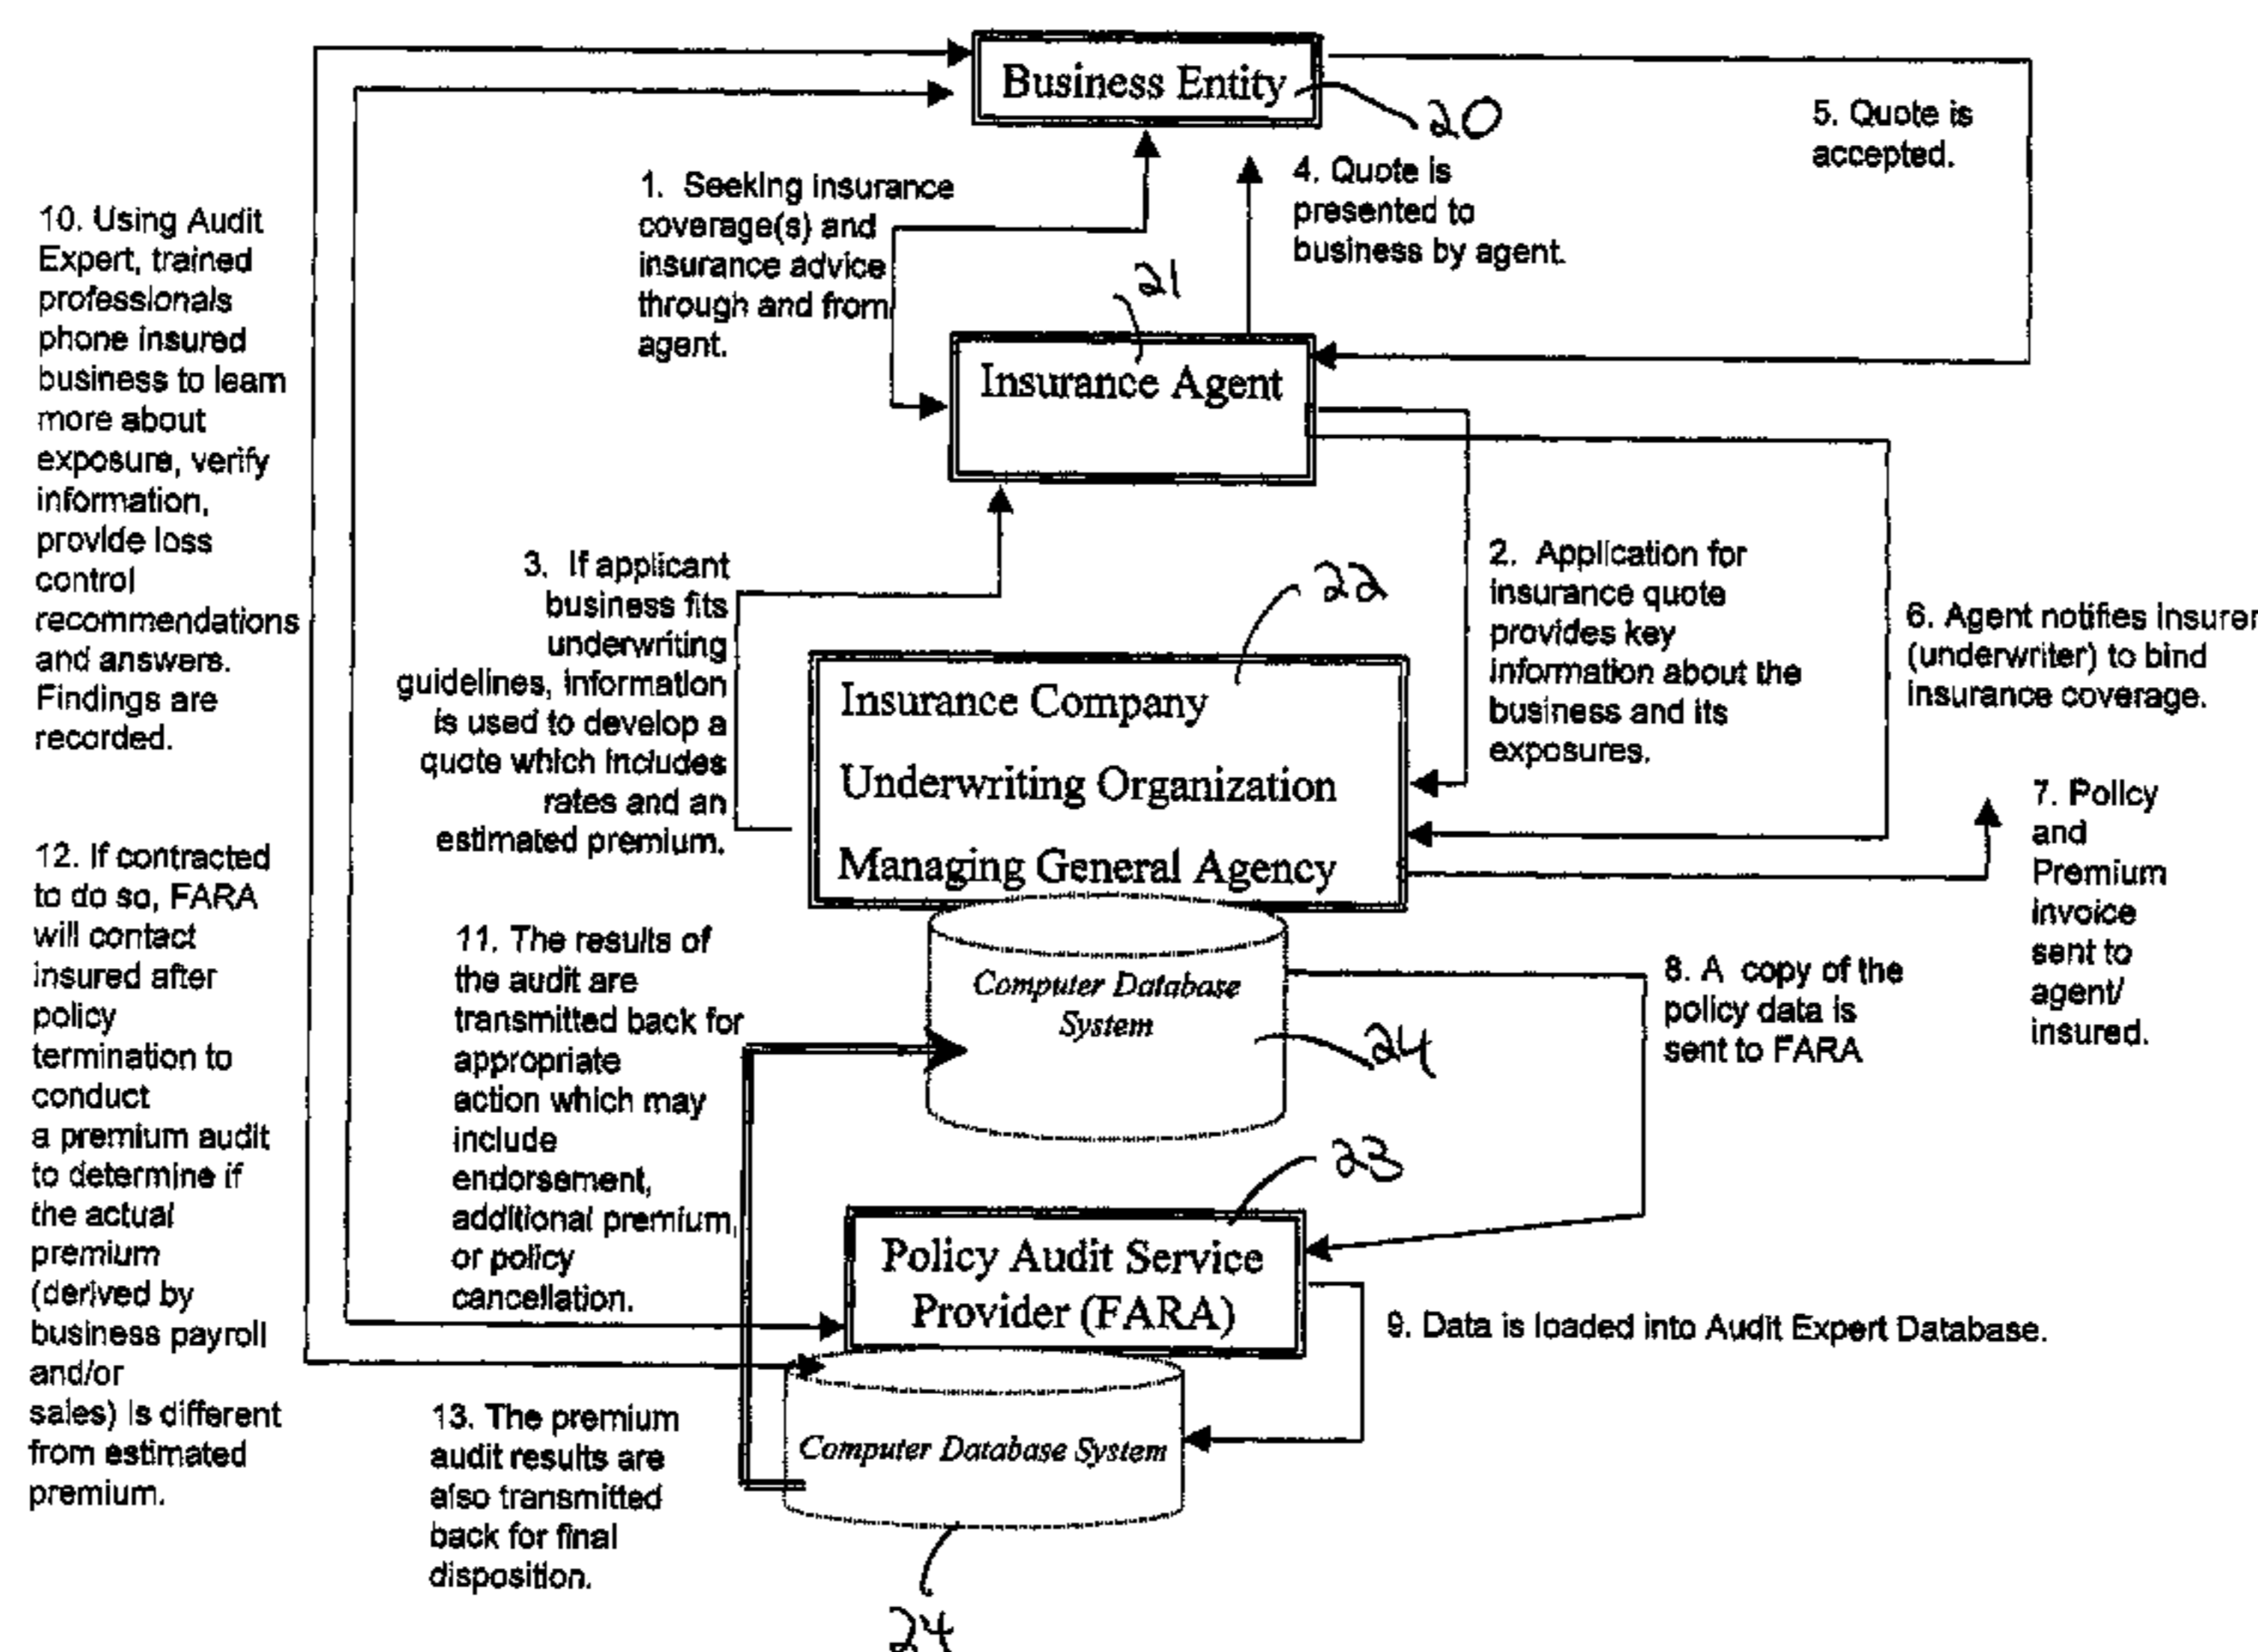 Business Entity
20
5. Quote is
accepted.
1. Seeking insurance
coverage(s) and
insurance advice
through and from
agent.
4. Quote is
presented to
business by agent.
21
Insurance Agent
10. Using Audit
Expert, trained
professionals
phone insured
business to learn
more about
exposure, verify
information,
provide loss
control
recommendations
and answers.
Findings are
recorded.
3. If applicant
business fits
underwriting
guidelines, information
is used to develop a
quote which includes
rates and an
estimated premium.
22
Insurance Company
Underwriting Organization
Managing General Agency
2. Application for
insurance quote
provides key
information about the
business and its
exposures.
6. Agent notifies insurer
(underwriter) to bind
insurance coverage.
7. Policy
and
Premium
invoice
sent to
agent/
insured.
12. If contracted
to do so, FARA
will contact
insured after
policy
termination to
conduct
a premium audit
to determine if
the actual
premium
(derived by
business payroll
and/or
sales) is different
from estimated
premium.
11. The results of
the audit are
transmitted back for
appropriate
action which may
include
endorsement,
additional premium,
or policy
cancellation.
Computer Database
System
24
8. A copy of the
policy data is
sent to FARA
23
Policy Audit Service
Provider (FARA)
9. Data is loaded into Audit Expert Database.
13. The premium
audit results are
also transmitted
back for final
disposition.
Computer Database System
24